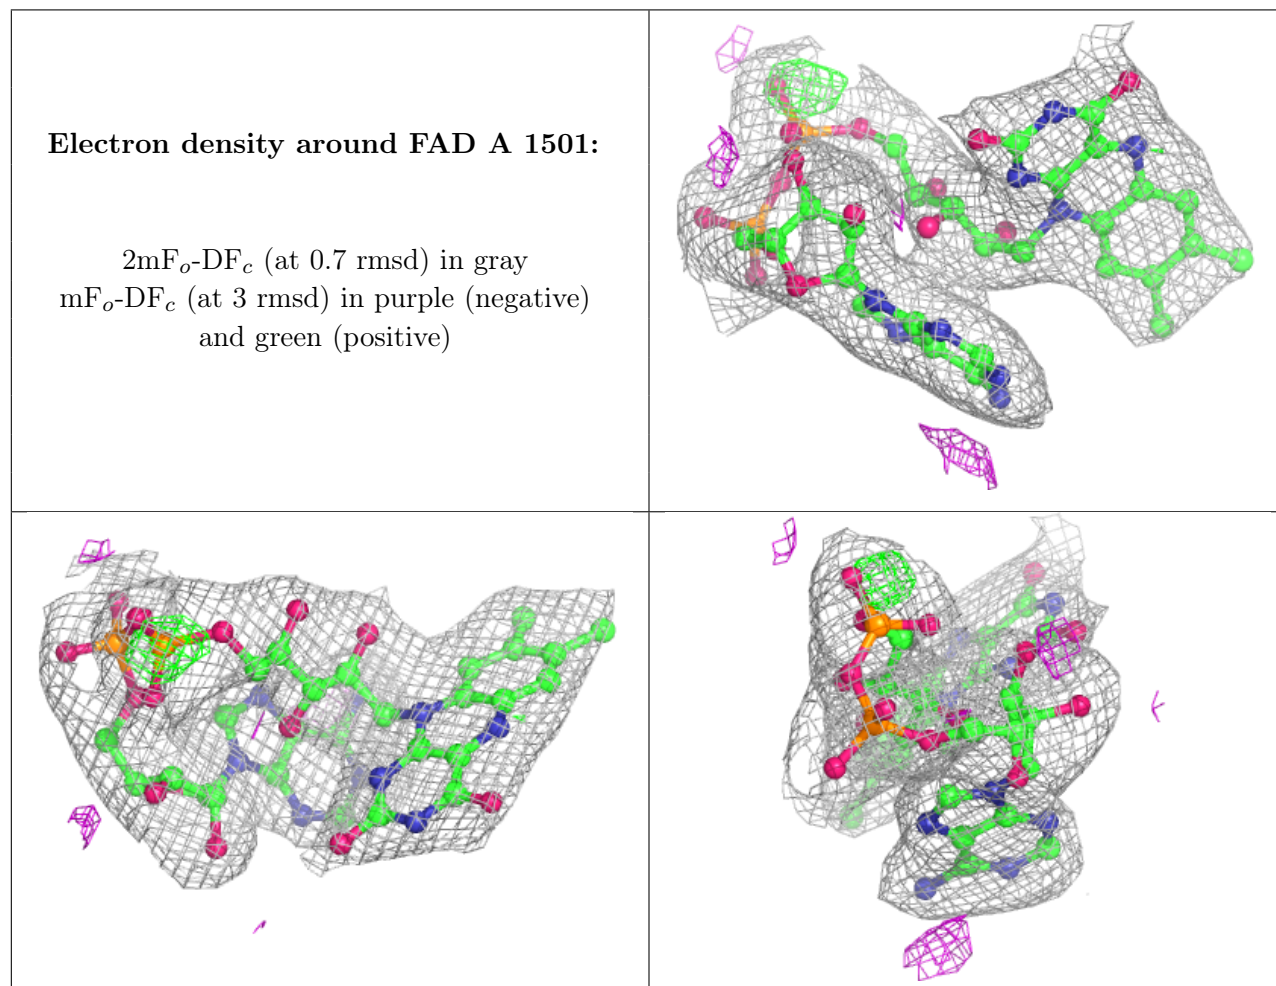 Electron density around FAD A 1501:
2mFo-DFc (at 0.7 rmsd) in gray
mFo-DFc (at 3 rmsd) in purple (negative)
and green (positive)